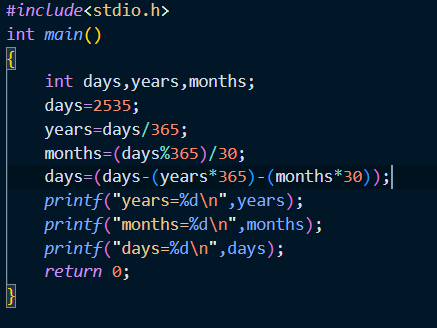 #include<stdio.h>
int main()
{
    int days,years,months;
    days=2535;
    years=days/365;
    months=(days%365)/30;
    days=(days-(years*365)-(months*30));
    printf("years=%d\n",years);
    printf("months=%d\n",months);
    printf("days=%d\n",days);
    return 0;
}